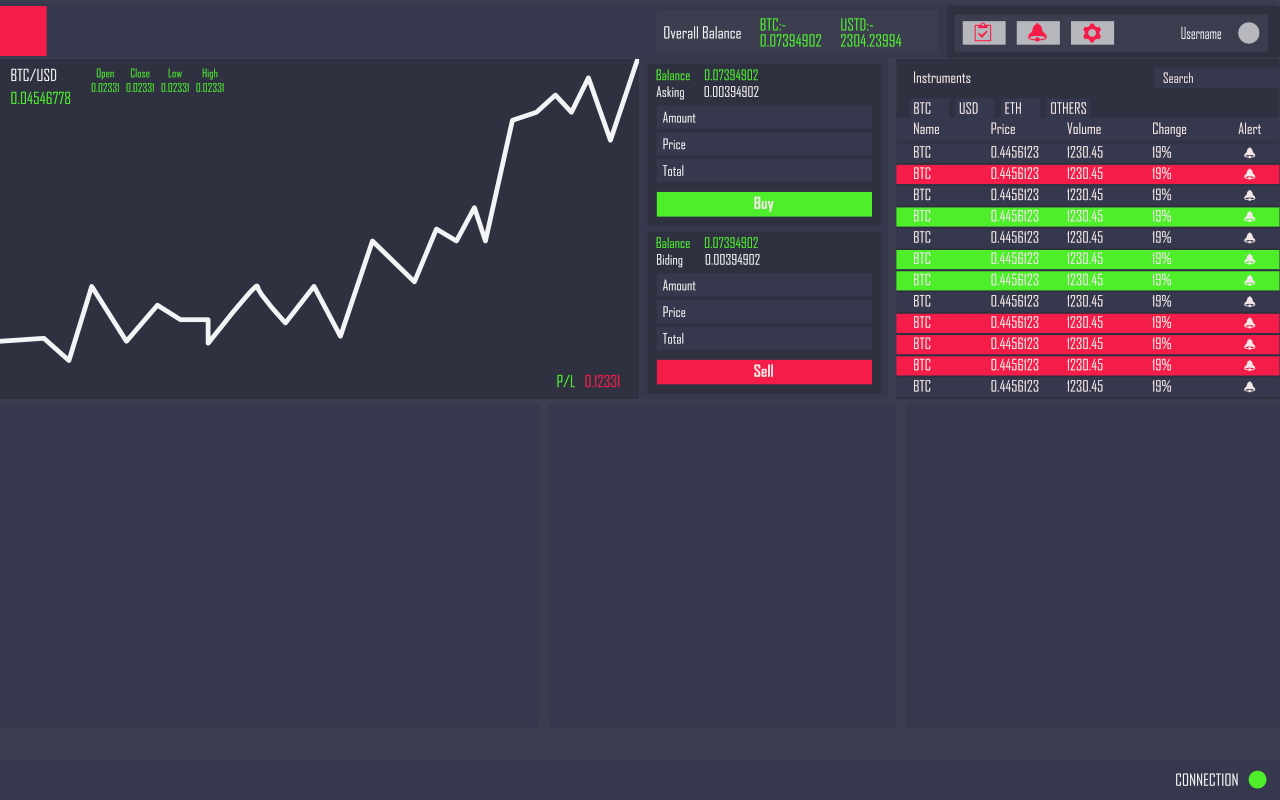 Overall Balance
BTC:-
0.07394902
USTD:-
2304.23994
Username
BTC/USD
0.04546778
Open Close Low High
0.02331 0.02331 0.02331 0.02331
P/L 0.12331
Balance 0.07394902
Asking 0.00394902
Amount
Price
Total
Buy
Balance 0.07394902
Biding 0.00394902
Amount
Price
Total
Sell
Instruments
Search
BTC USD ETH OTHERS
Name Price Volume Change Alert
BTC 0.4456123 1230.45 19%
BTC 0.4456123 1230.45 19%
BTC 0.4456123 1230.45 19%
BTC 0.4456123 1230.45 19%
BTC 0.4456123 1230.45 19%
BTC 0.4456123 1230.45 19%
BTC 0.4456123 1230.45 19%
BTC 0.4456123 1230.45 19%
BTC 0.4456123 1230.45 19%
BTC 0.4456123 1230.45 19%
BTC 0.4456123 1230.45 19%
BTC 0.4456123 1230.45 19%
CONNECTION